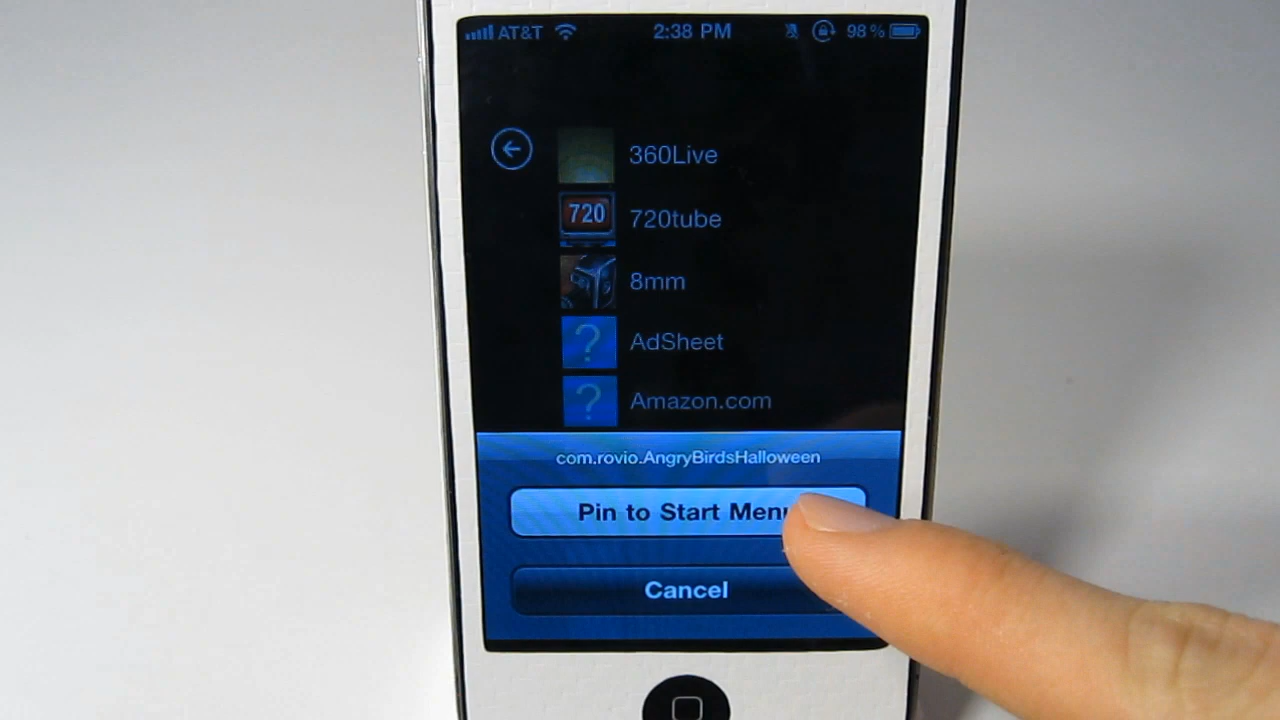 AT&T 2:38 PM 98%
360Live
720
720tube
8mm
?
AdSheet
?
Amazon.com
com.rovio.AngryBirdsHalloween
Pin to Start Menu
Cancel